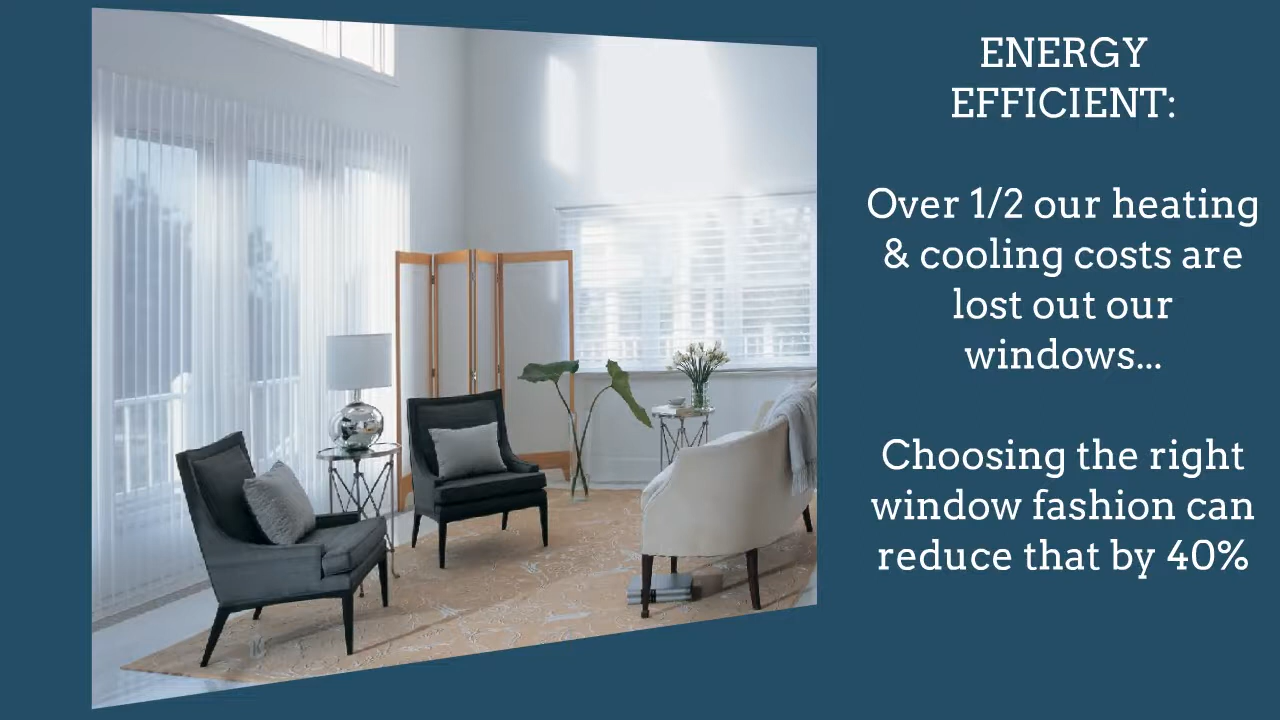 ENERGY
EFFICIENT:
Over 1/2 our heating
& cooling costs are
lost out our
windows...
Choosing the right
window fashion can
reduce that by 40%